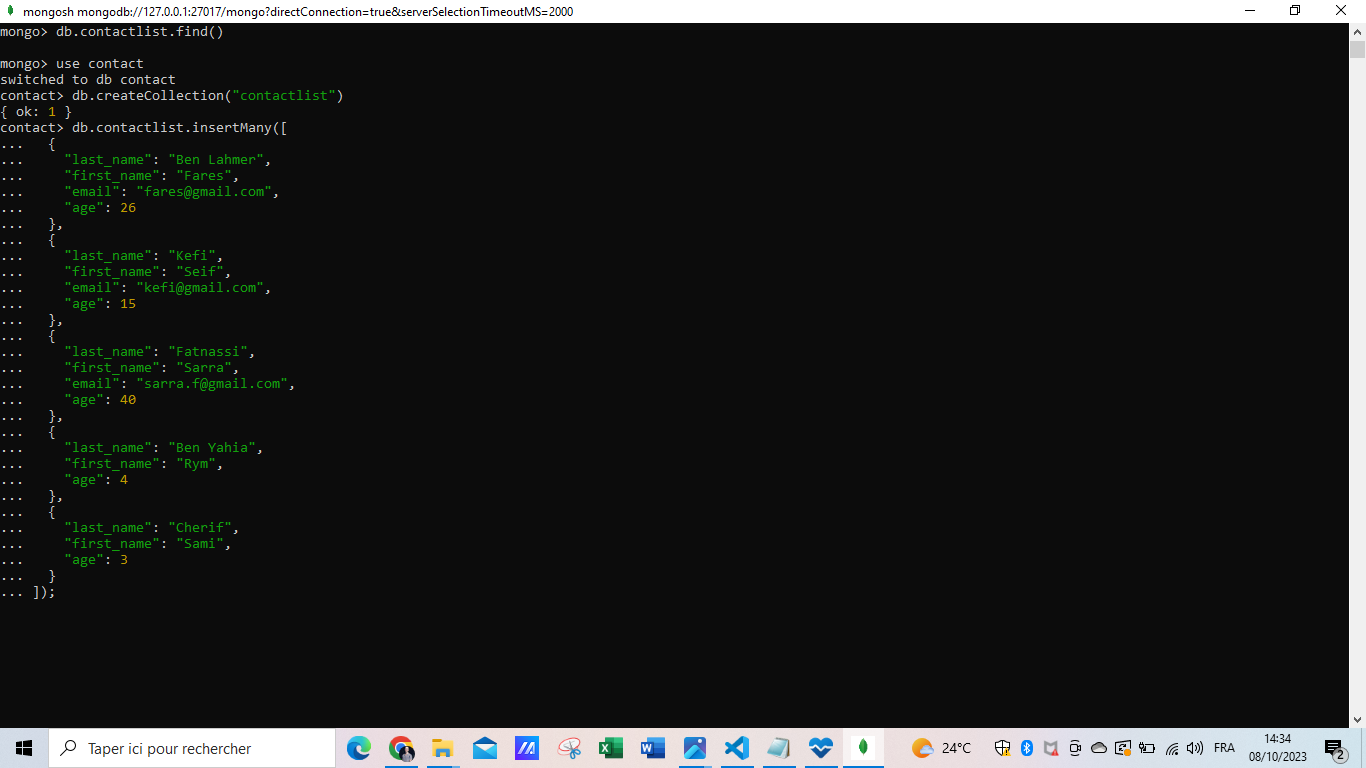 mongosh mongodb://127.0.0.1:27017/mongo?directConnection=true&serverSelectionTimeoutMS=2000
mongo> db.contactlist.find()
mongo> use contact
switched to db contact
contact> db.createCollection("contactlist")
{ ok: 1 }
contact> db.contactlist.insertMany([
...   {
...     "last_name": "Ben Lahmer",
...     "first_name": "Fares",
...     "email": "fares@gmail.com",
...     "age": 26
...   },
...   {
...     "last_name": "Kefi",
...     "first_name": "Seif",
...     "email": "kefi@gmail.com",
...     "age": 15
...   },
...   {
...     "last_name": "Fatnassi",
...     "first_name": "Sarra",
...     "email": "sarra.f@gmail.com",
...     "age": 40
...   },
...   {
...     "last_name": "Ben Yahia",
...     "first_name": "Rym",
...     "age": 4
...   },
...   {
...     "last_name": "Cherif",
...     "first_name": "Sami",
...     "age": 3
...   }
... ]);
Taper ici pour rechercher
24°C
FRA
14:34
08/10/2023
2